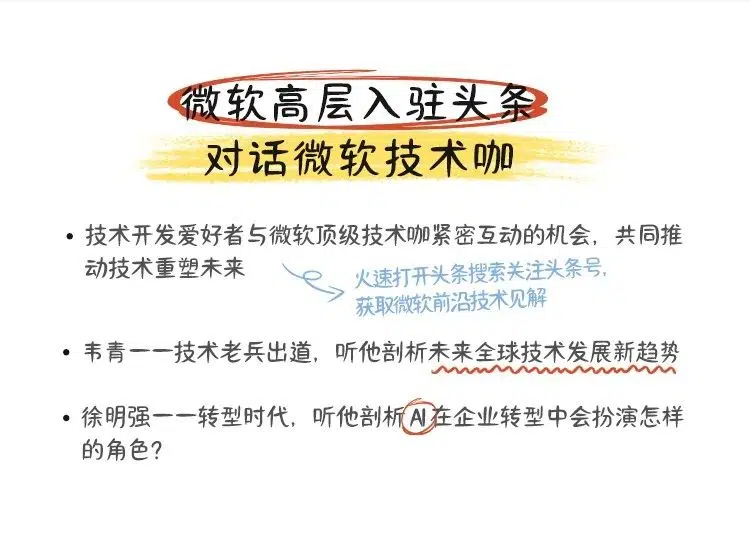 微软高层入驻头条
对话微软技术咖
• 技术开发爱好者与微软顶级技术咖紧密互动的机会，共同推
动技术重塑未来
火速打开头条搜索关注头条号，
获取微软前沿技术见解
• 韦青一一技术老兵出道，听他剖析未来全球技术发展新趋势
• 徐明强一一转型时代，听他剖析AI在企业转型中会扮演怎样
的角色？